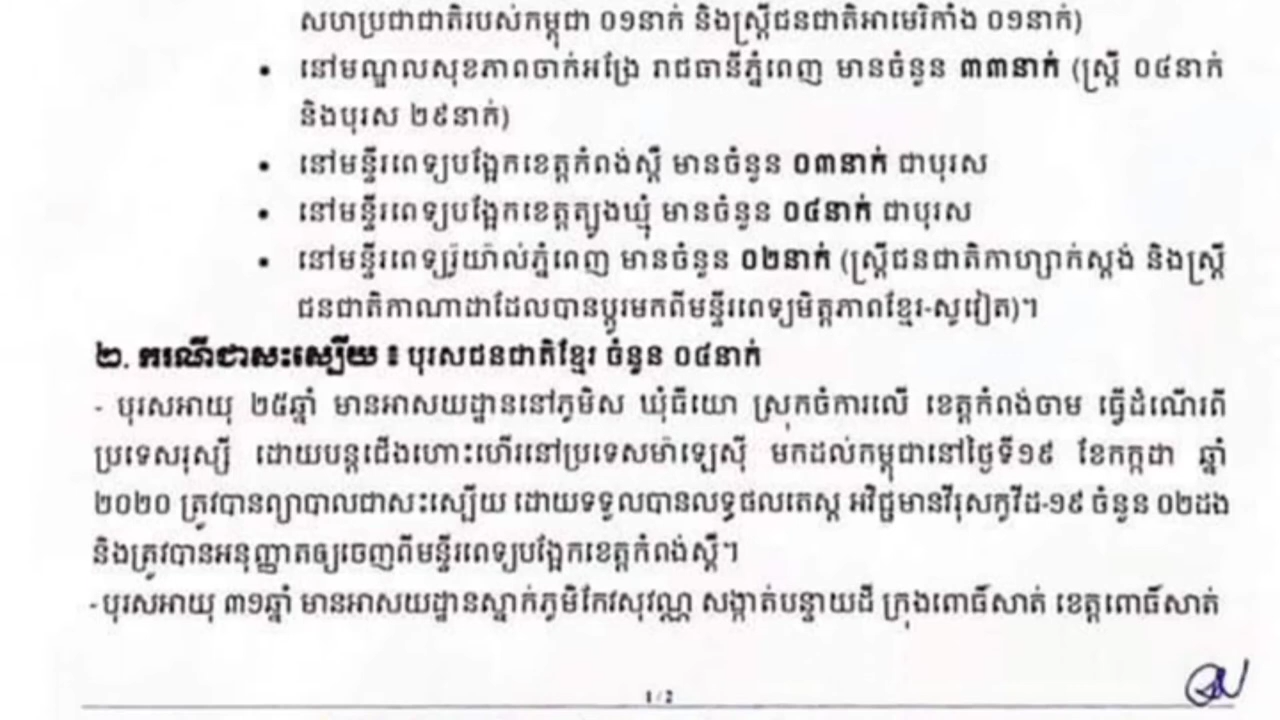 សហប្រជាជាតិរបស់កម្ពុជា ០១នាក់ និងស្ត្រីជនជាតិអាមេរិកាំង ០១នាក់)
• នៅមណ្ឌលសុខភាពចាក់អង្រែ រាជធានីភ្នំពេញ មានចំនួន ៣៣នាក់ (ស្ត្រី ០៤នាក់
និងបុរស ២៩នាក់)
• នៅមន្ទីរពេទ្យបង្អែកខេត្តកំពង់ស្ពឺ មានចំនួន ០៣នាក់ ជាបុរស
• នៅមន្ទីរពេទ្យបង្អែកខេត្តត្បូងឃ្មុំ មានចំនួន ០៤នាក់ ជាបុរស
• នៅមន្ទីរពេទ្យរ៉ូយ៉ាល់ភ្នំពេញ មានចំនួន ០២នាក់ (ស្ត្រីជនជាតិកាហ្សាក់ស្តង់ និងស្ត្រី
ជនជាតិកាណាដាដែលបានប្តូរមកពីមន្ទីរពេទ្យមិត្តភាពខ្មែរ-សូវៀត)។
២. ករណីជាសះស្បើយ ៖ បុរសជនជាតិខ្មែរ ចំនួន ០៤នាក់
- បុរសអាយុ ២៥ឆ្នាំ មានអាសយដ្ឋាននៅភូមិស ឃុំធីយោ ស្រុកចំការលើ ខេត្តកំពង់ចាម ធ្វើដំណើរពី
ប្រទេសរុស្ស៊ី ដោយបន្តជើងហោះហើរនៅប្រទេសម៉ាឡេស៊ី មកដល់កម្ពុជានៅថ្ងៃទី១៩ ខែកក្កដា ឆ្នាំ
២០២០ ត្រូវបានព្យាបាលជាសះស្បើយ ដោយទទួលបានលទ្ធផលតេស្ត អវិជ្ជមានវីរុសកូវីដ-១៩ ចំនួន ០២ដង
និងត្រូវបានអនុញ្ញាតឲ្យចេញពីមន្ទីរពេទ្យបង្អែកខេត្តកំពង់ស្ពឺ។
-បុរសអាយុ ៣១ឆ្នាំ មានអាសយដ្ឋានស្នាក់ភូមិកែវសុវណ្ណ សង្កាត់បន្ទាយដី ក្រុងពោធិ៍សាត់ ខេត្តពោធិ៍សាត់
1 / 2